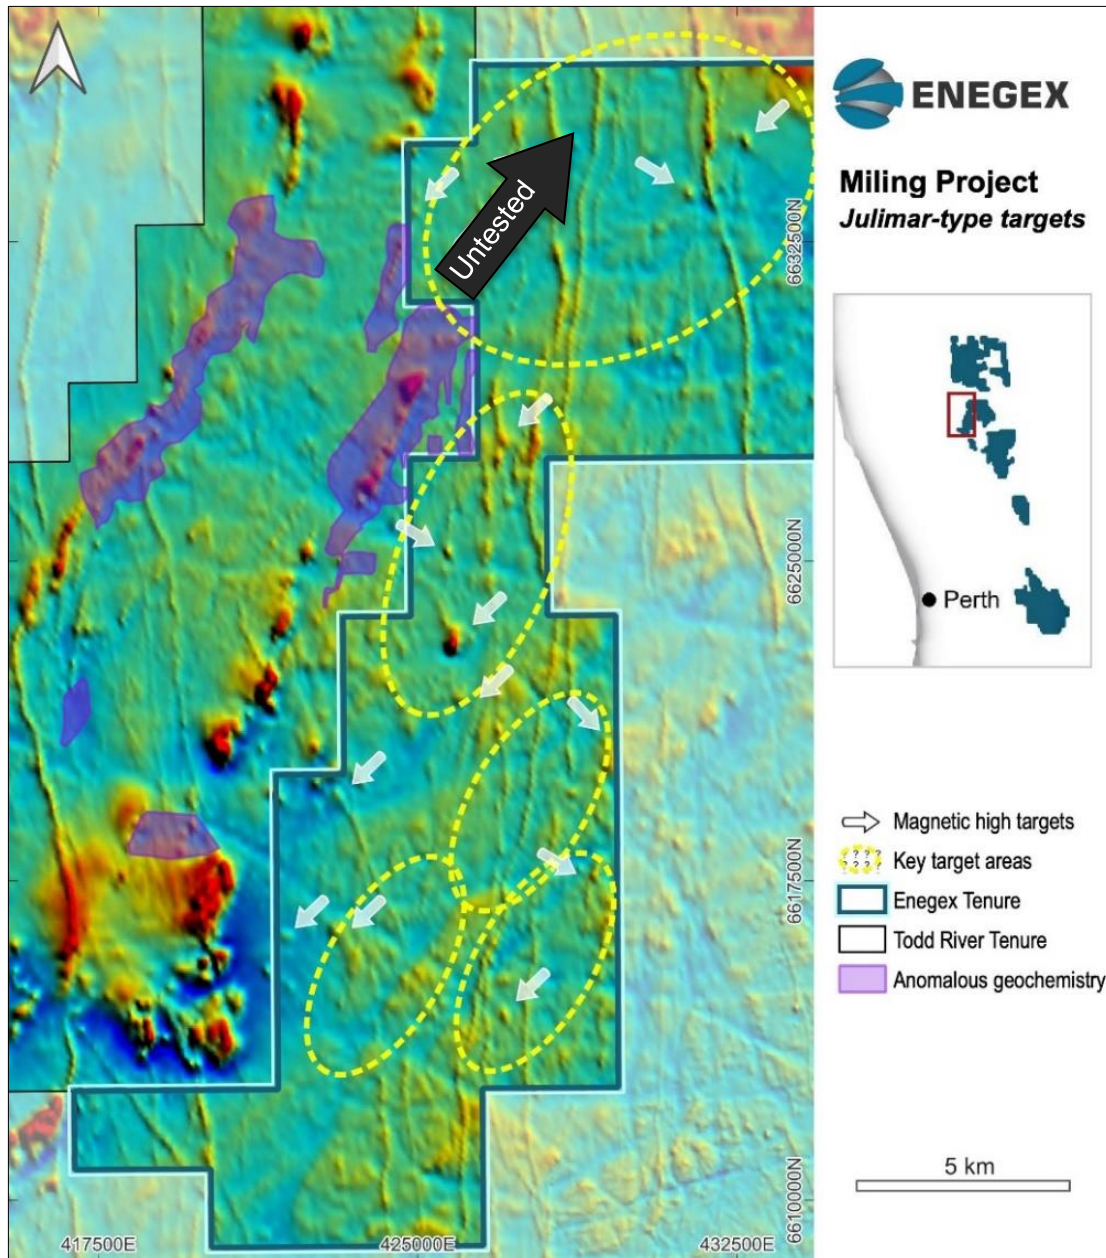 ENEGEX
Miling Project
Julimar-type targets
Untested
6632500N
6625000N
6617500N
6610000N
417500E
425000E
432500E
Perth
Magnetic high targets
? ? ? ?
? ? ? ?
Key target areas
Enegex Tenure
Todd River Tenure
Anomalous geochemistry
5 km